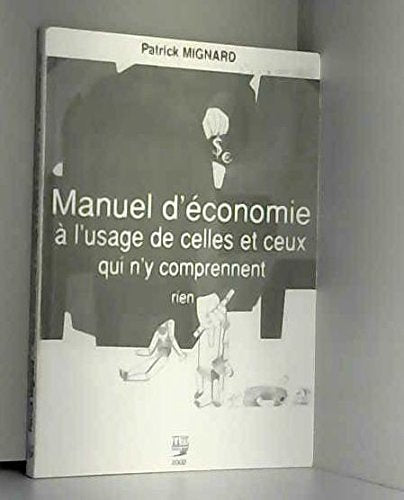 Patrick MIGNARD
$
€
Manuel d'économie
à l'usage de celles et ceux
qui n'y comprennent
rien